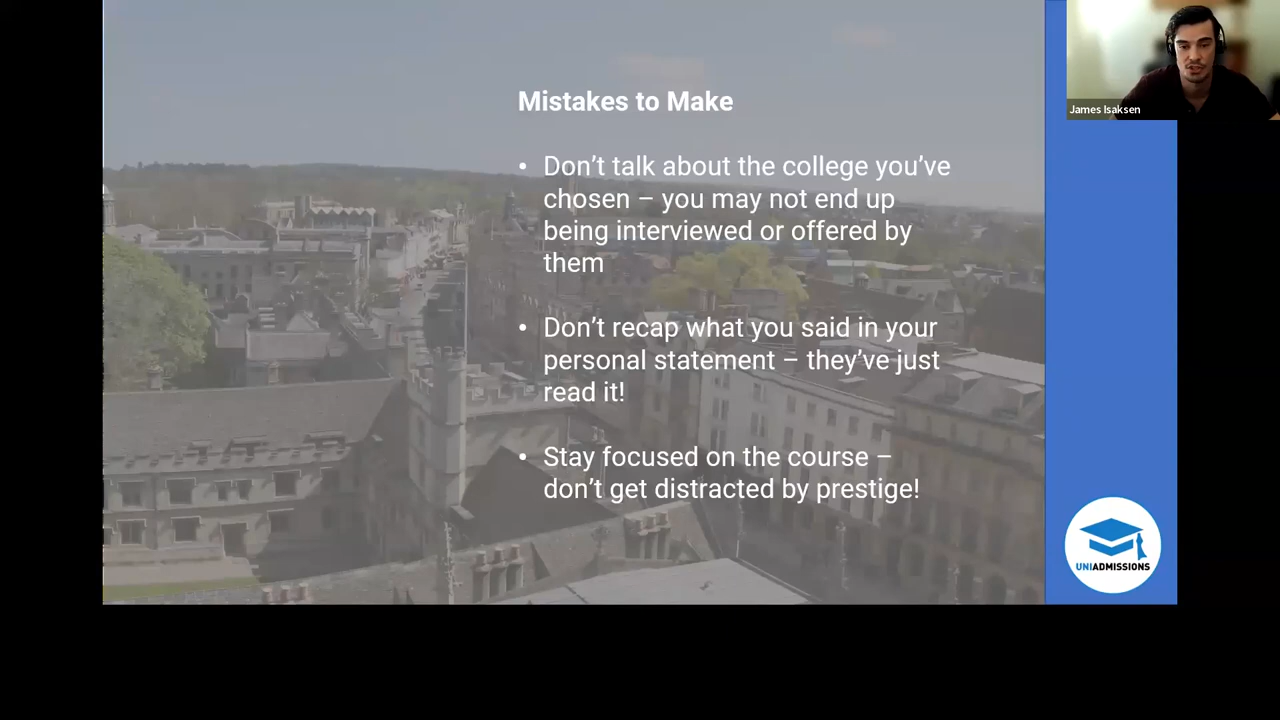 Mistakes to Make
• Don’t talk about the college you’ve
chosen – you may not end up
being interviewed or offered by
them
• Don’t recap what you said in your
personal statement – they’ve just
read it!
• Stay focused on the course –
don’t get distracted by prestige!
James Isaksen
UNIADMISSIONS